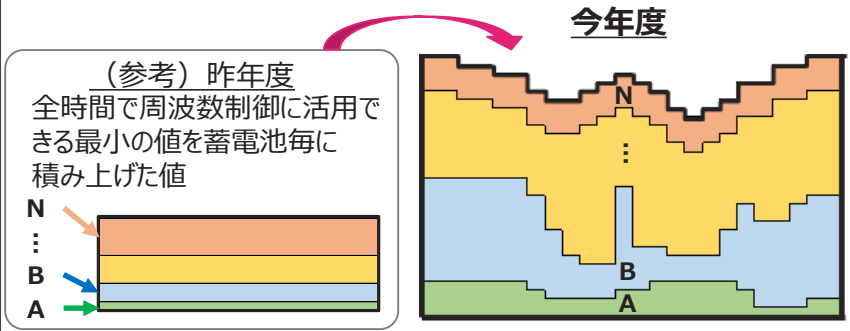 今年度
（参考）昨年度
全時間で周波数制御に活用で
きる最小の値を蓄電池毎に
積み上げた値
N
⋮
B
A
N
⋮
B
A